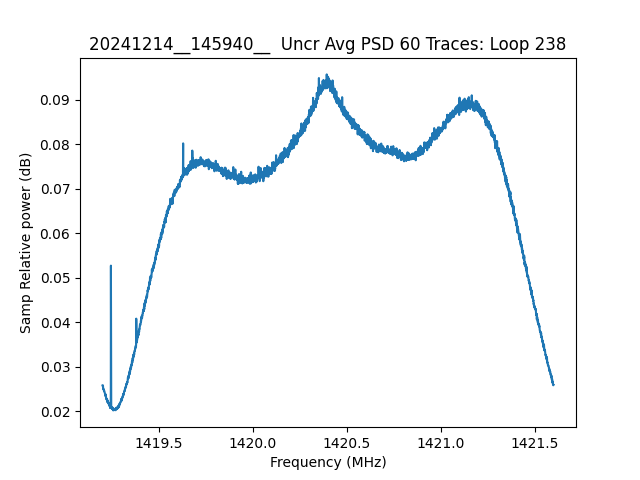 20241214__145940__ Uncr Avg PSD 60 Traces: Loop 238
Samp Relative power (dB)
0.09
0.08
0.07
0.06
0.05
0.04
0.03
0.02
1419.5 1420.0 1420.5 1421.0 1421.5
Frequency (MHz)